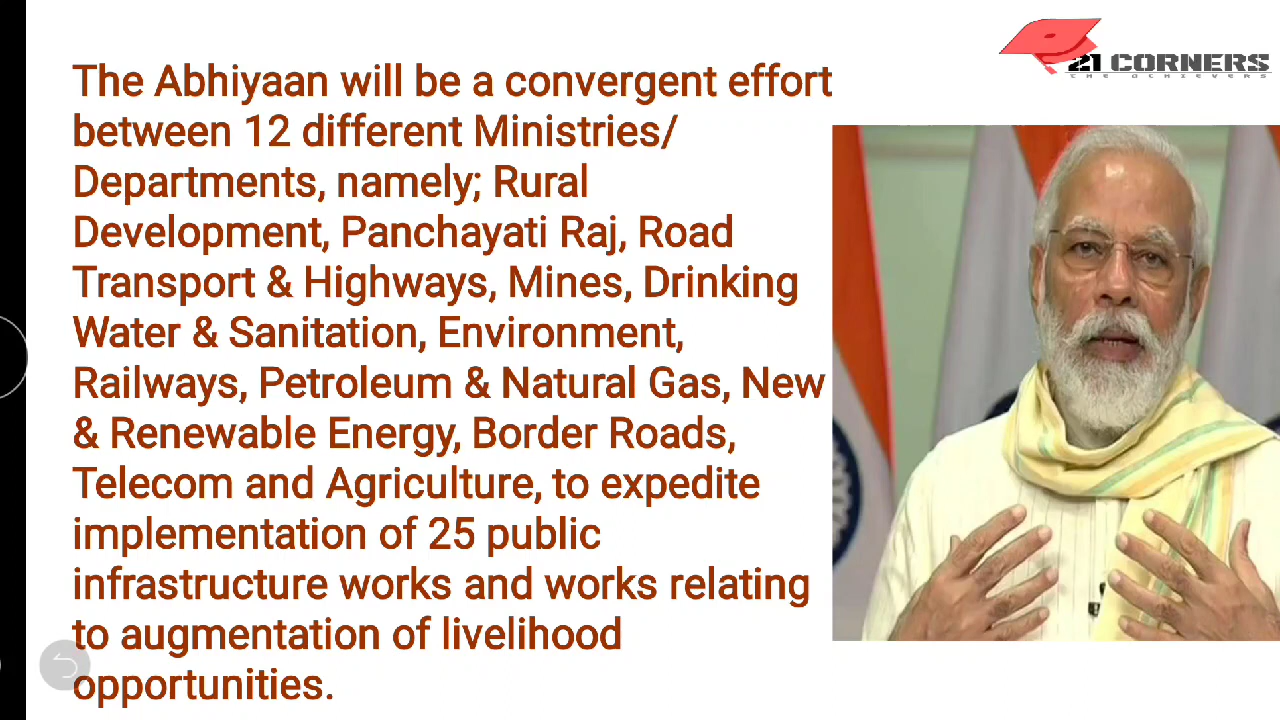 21 CORNERS
THE ACHIEVERS
The Abhiyaan will be a convergent effort
between 12 different Ministries/
Departments, namely; Rural
Development, Panchayati Raj, Road
Transport & Highways, Mines, Drinking
Water & Sanitation, Environment,
Railways, Petroleum & Natural Gas, New
& Renewable Energy, Border Roads,
Telecom and Agriculture, to expedite
implementation of 25 public
infrastructure works and works relating
to augmentation of livelihood
opportunities.